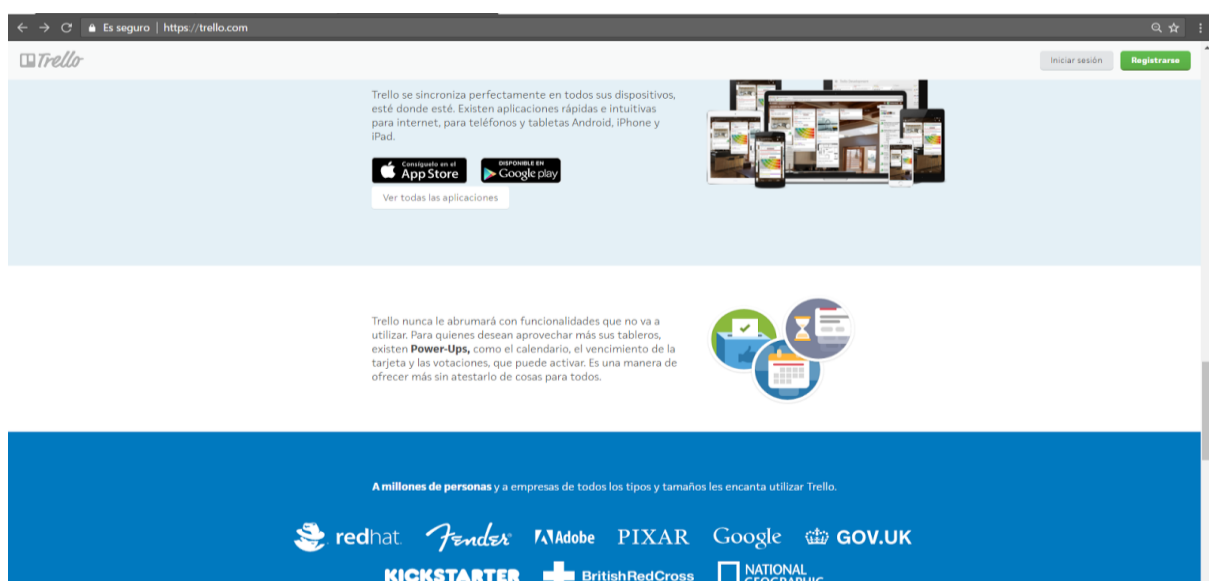 Es seguro | https://trello.com
Trello
Iniciar sesión
Registrarse
Trello se sincroniza perfectamente en todos sus dispositivos,
esté donde esté. Existen aplicaciones rápidas e intuitivas
para internet, para teléfonos y tabletas Android, iPhone y
iPad.
Consíguelo en el
App Store
DISPONIBLE EN
Google play
Ver todas las aplicaciones
Trello nunca le abrumará con funcionalidades que no va a
utilizar. Para quienes desean aprovechar más sus tableros,
existen Power-Ups, como el calendario, el vencimiento de la
tarjeta y las votaciones, que puede activar. Es una manera de
ofrecer más sin atestarlo de cosas para todos.
A millones de personas y a empresas de todos los tipos y tamaños les encanta utilizar Trello.
redhat. Fender Adobe PIXAR Google GOV.UK
KICKSTARTER BritishRedCross NATIONAL
GEOGRAPHIC